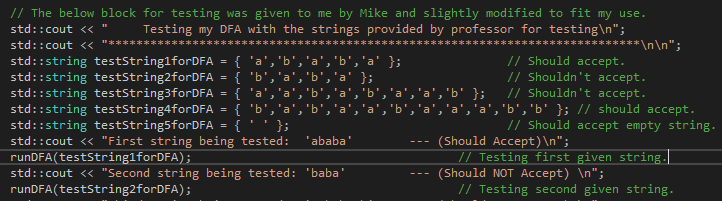 // The below block for testing was given to me by Mike and slightly modified to fit my use.
std::cout << "     Testing my DFA with the strings provided by professor for testing\n";
std::cout << "*********************************************************************\n\n";
std::string testString1forDFA = { 'a','b','a','b','a' }; // Should accept.
std::string testString2forDFA = { 'b','a','b','a' }; // Shouldn't accept.
std::string testString3forDFA = { 'a','b','a','b','a','a','b' }; // Shouldn't accept.
std::string testString4forDFA = { 'b','a','b','a','b','a','a','a','b','b' }; // should accept.
std::string testString5forDFA = { ' ' }; // Should accept empty string.
std::cout << "First string being tested:  'ababa'       --- (Should Accept)\n";
runDFA(testString1forDFA); // Testing first given string.
std::cout << "Second string being tested: 'baba'        --- (Should NOT Accept) \n";
runDFA(testString2forDFA); // Testing second given string.